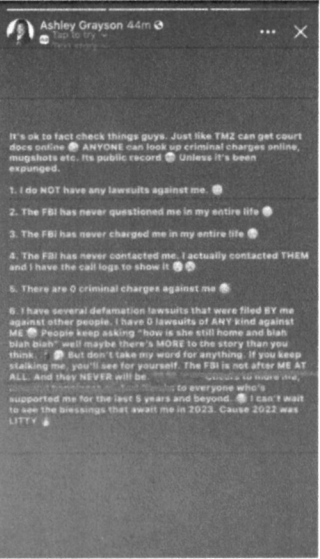 Ashley Grayson 44m
Tap to try
It's ok to fact check things guys. Just like TMZ can get court
docs online ANYONE can look up criminal charges online,
mugshots etc. Its public record Unless it's been
expunged.
1. I do NOT have any lawsuits against me.
2. The FBI has never questioned me in my entire life
3. The FBI has never charged me in my entire life
4. The FBI has never contacted me. I actually contacted THEM
and I have the call logs to show it
5. There are 0 criminal charges against me
6. I have several defamation lawsuits that were filed BY me
against other people. I have 0 lawsuits of ANY kind against
ME People keep asking "how is she still home and blah
blah blah" well maybe there's MORE to the story than you
think. But don't take my word for anything. If you keep
stalking me, you'll see for yourself. The FBI is not after ME AT
ALL. And they NEVER will be. Cheers to more
to everyone who's
supported me for the last 5 years and beyond. I can't wait
to see the blessings that await me in 2023. Cause 2022 was
LITTY